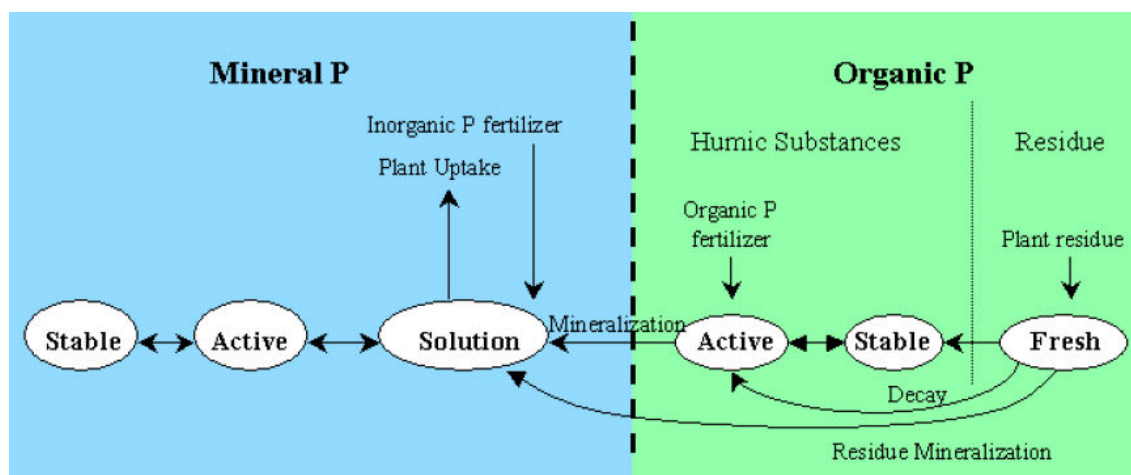 Mineral P
Organic P
Inorganic P fertilizer
Plant Uptake
Humic Substances
Residue
Organic P
fertilizer
Plant residue
Stable
Active
Solution
Mineralization
Active
Stable
Fresh
Decay
Residue Mineralization